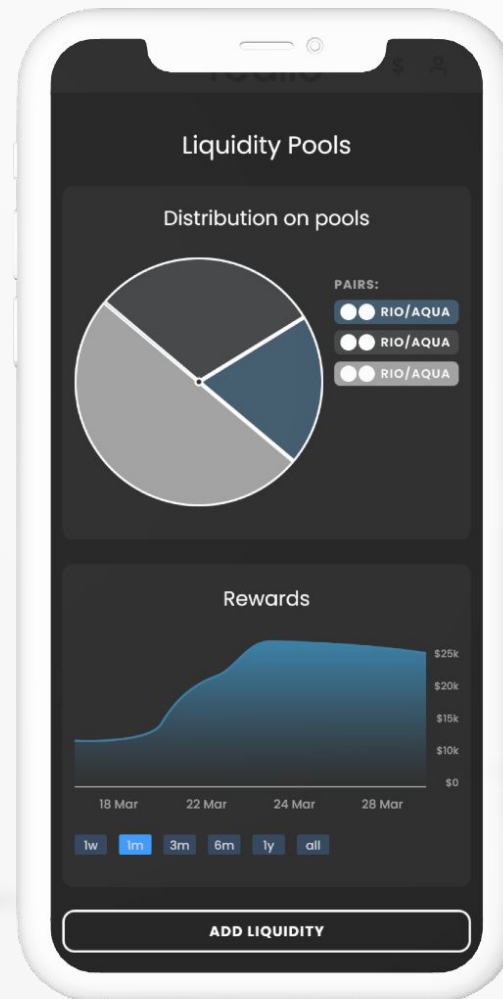 $
Liquidity Pools
Distribution on pools
PAIRS:
RIO/AQUA
RIO/AQUA
RIO/AQUA
Rewards
$25k
$20k
$15k
$10k
$0
18 Mar 22 Mar 24 Mar 28 Mar
1w 1m 3m 6m 1y all
ADD LIQUIDITY